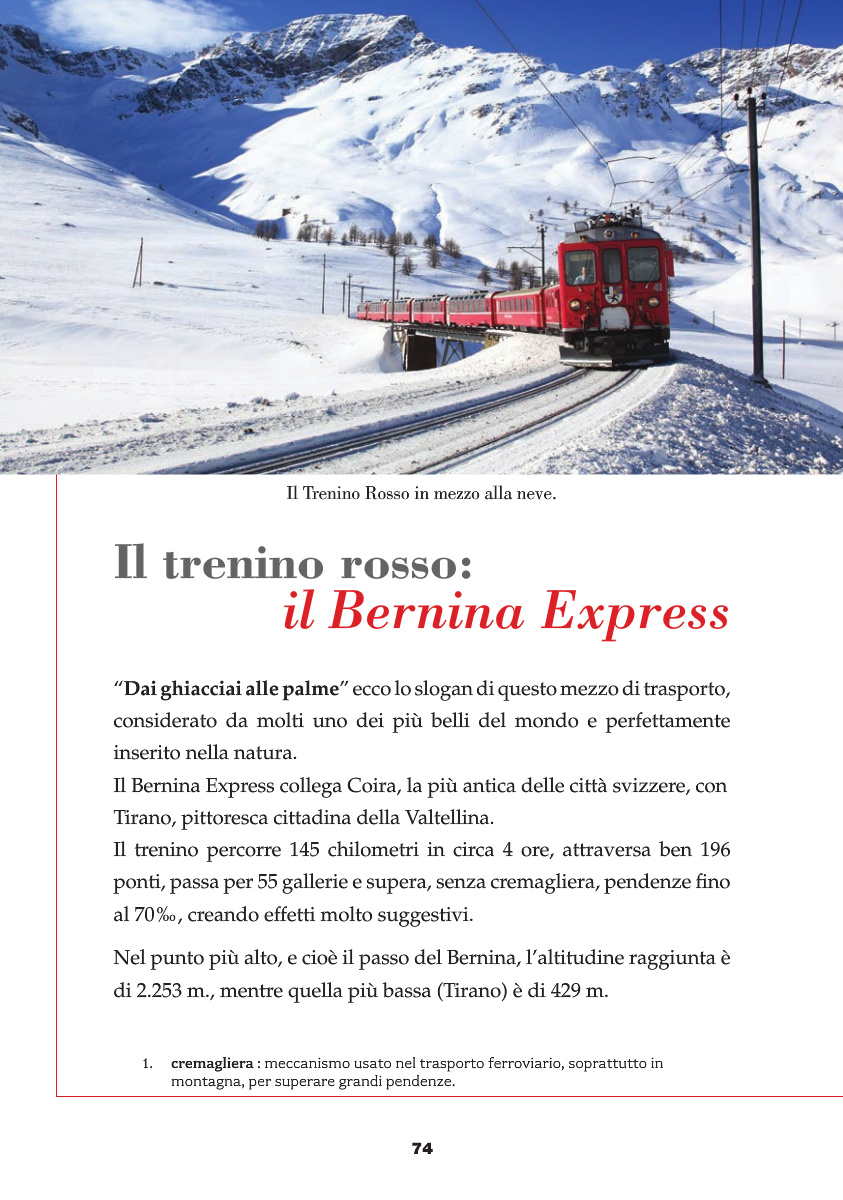 Il Trenino Rosso in mezzo alla neve.
Il trenino rosso:
il Bernina Express
“Dai ghiacciai alle palme” ecco lo slogan di questo mezzo di trasporto,
considerato da molti uno dei più belli del mondo e perfettamente
inserito nella natura.
Il Bernina Express collega Coira, la più antica delle città svizzere, con
Tirano, pittoresca cittadina della Valtellina.
Il trenino percorre 145 chilometri in circa 4 ore, attraversa ben 196
ponti, passa per 55 gallerie e supera, senza cremagliera, pendenze fino
al 70‰, creando effetti molto suggestivi.
Nel punto più alto, e cioè il passo del Bernina, l’altitudine raggiunta è
di 2.253 m., mentre quella più bassa (Tirano) è di 429 m.
1. cremagliera : meccanismo usato nel trasporto ferroviario, soprattutto in
montagna, per superare grandi pendenze.
74